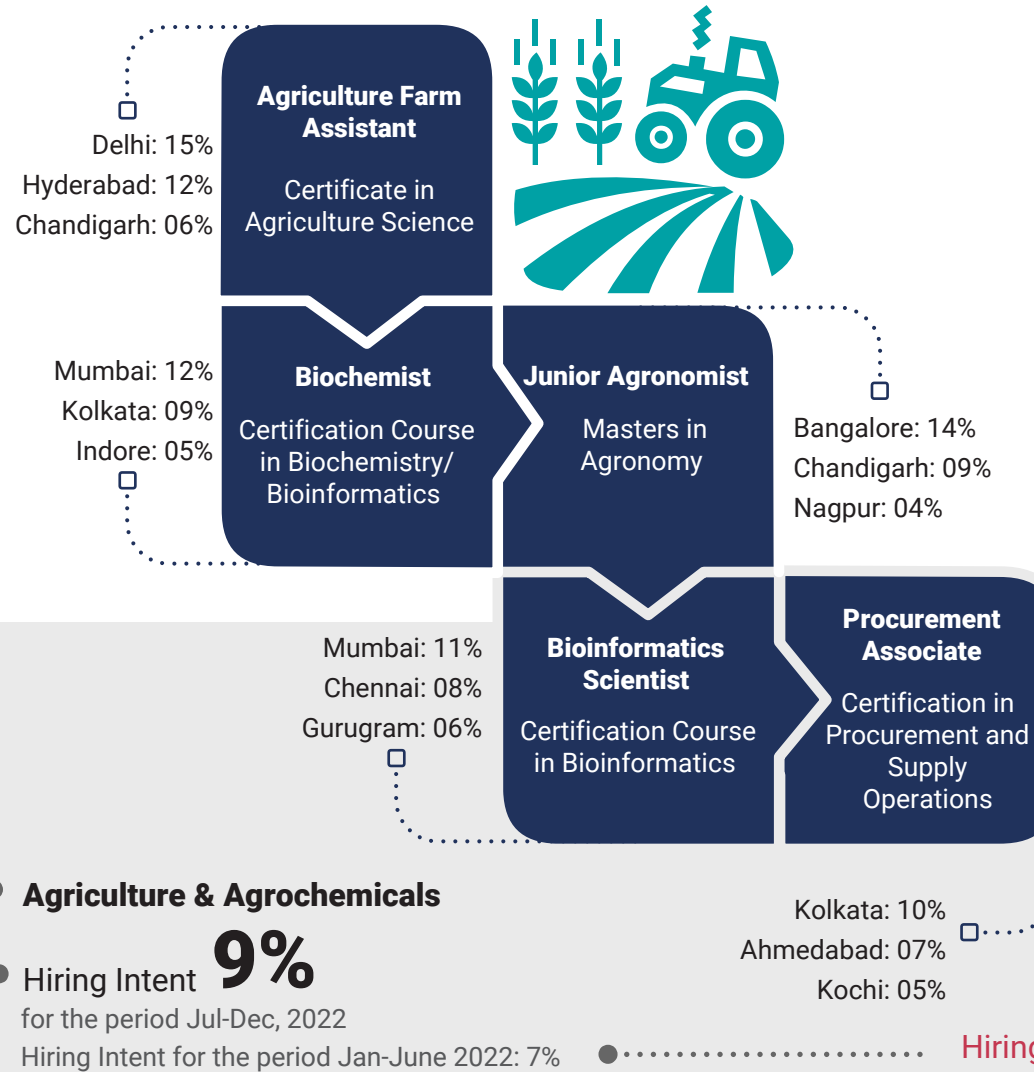 Agriculture Farm
Assistant
Certificate in
Agriculture Science
Delhi: 15%
Hyderabad: 12%
Chandigarh: 06%
Biochemist
Certification Course
in Biochemistry/
Bioinformatics
Mumbai: 12%
Kolkata: 09%
Indore: 05%
Junior Agronomist
Masters in
Agronomy
Bangalore: 14%
Chandigarh: 09%
Nagpur: 04%
Bioinformatics
Scientist
Certification Course
in Bioinformatics
Mumbai: 11%
Chennai: 08%
Gurugram: 06%
Procurement
Associate
Certification in
Procurement and
Supply
Operations
Kolkata: 10%
Ahmedabad: 07%
Kochi: 05%
Agriculture & Agrochemicals
Hiring Intent 9%
for the period Jul-Dec, 2022
Hiring Intent for the period Jan-June 2022: 7%
Hiring